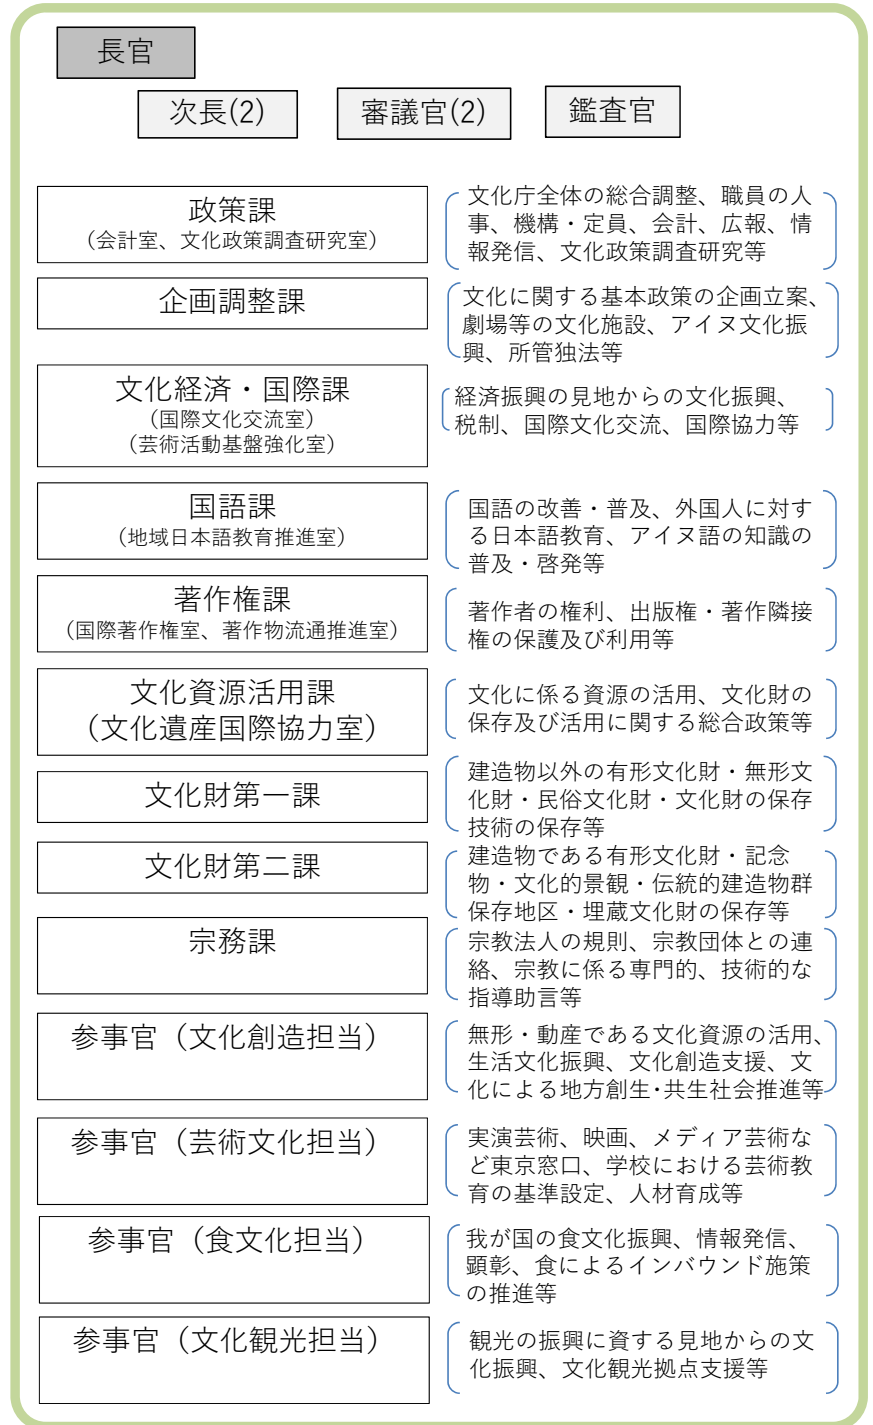 長官
次長(2)
審議官(2)
鑑査官
政策課
（会計室、文化政策調査研究室）
文化庁全体の総合調整、職員の人
事、機構・定員、会計、広報、情
報発信、文化政策調査研究等
企画調整課
文化に関する基本政策の企画立案、
劇場等の文化施設、アイヌ文化振
興、所管独法等
文化経済・国際課
（国際文化交流室）
（芸術活動基盤強化室）
経済振興の見地からの文化振興、
税制、国際文化交流、国際協力等
国語課
（地域日本語教育推進室）
国語の改善・普及、外国人に対す
る日本語教育、アイヌ語の知識の
普及・啓発等
著作権課
（国際著作権室、著作物流通推進室）
著作者の権利、出版権・著作隣接
権の保護及び利用等
文化資源活用課
（文化遺産国際協力室）
文化に係る資源の活用、文化財の
保存及び活用に関する総合政策等
文化財第一課
建造物以外の有形文化財・無形文
化財・民俗文化財・文化財の保存
技術の保存等
文化財第二課
建造物である有形文化財・記念
物・文化的景観・伝統的建造物群
保存地区・埋蔵文化財の保存等
宗務課
宗教法人の規則、宗教団体との連
絡、宗教に係る専門的、技術的な
指導助言等
参事官（文化創造担当）
無形・動産である文化資源の活用、
生活文化振興、文化創造支援、文
化による地方創生・共生社会推進等
参事官（芸術文化担当）
実演芸術、映画、メディア芸術な
ど東京窓口、学校における芸術教
育の基準設定、人材育成等
参事官（食文化担当）
我が国の食文化振興、情報発信、
顕彰、食によるインバウンド施策
の推進等
参事官（文化観光担当）
観光の振興に資する見地からの文
化振興、文化観光拠点支援等